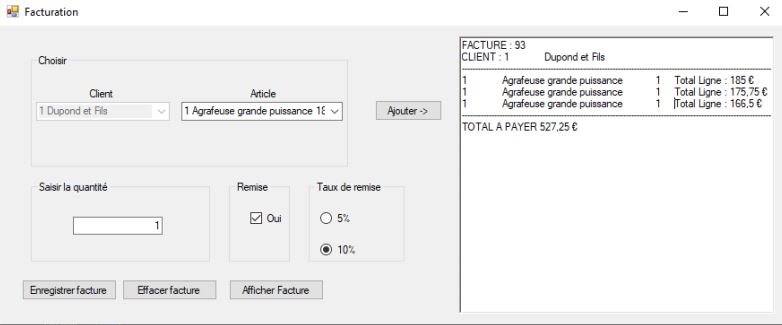 Facturation
Choisir
Client
Article
1 Dupond et Fils
1 Agrafeuse grande puissance 18
Ajouter ->
Saisir la quantité
1
Remise
Oui
Taux de remise
5%
10%
Enregistrer facture
Effacer facture
Afficher Facture
FACTURE : 93
CLIENT : 1 Dupond et Fils
1 Agrafeuse grande puissance 1 Total Ligne : 185 €
1 Agrafeuse grande puissance 1 Total Ligne : 175,75 €
1 Agrafeuse grande puissance 1 Total Ligne : 166,5 €
TOTAL A PAYER 527,25 €